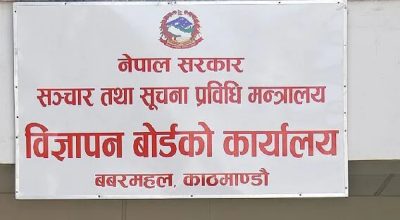 नेपाल सरकार
सञ्चार तथा सूचना प्रविधि मन्त्रालय
विज्ञापन बोर्डको कार्यालय
बबरमहल, काठमाण्डौ